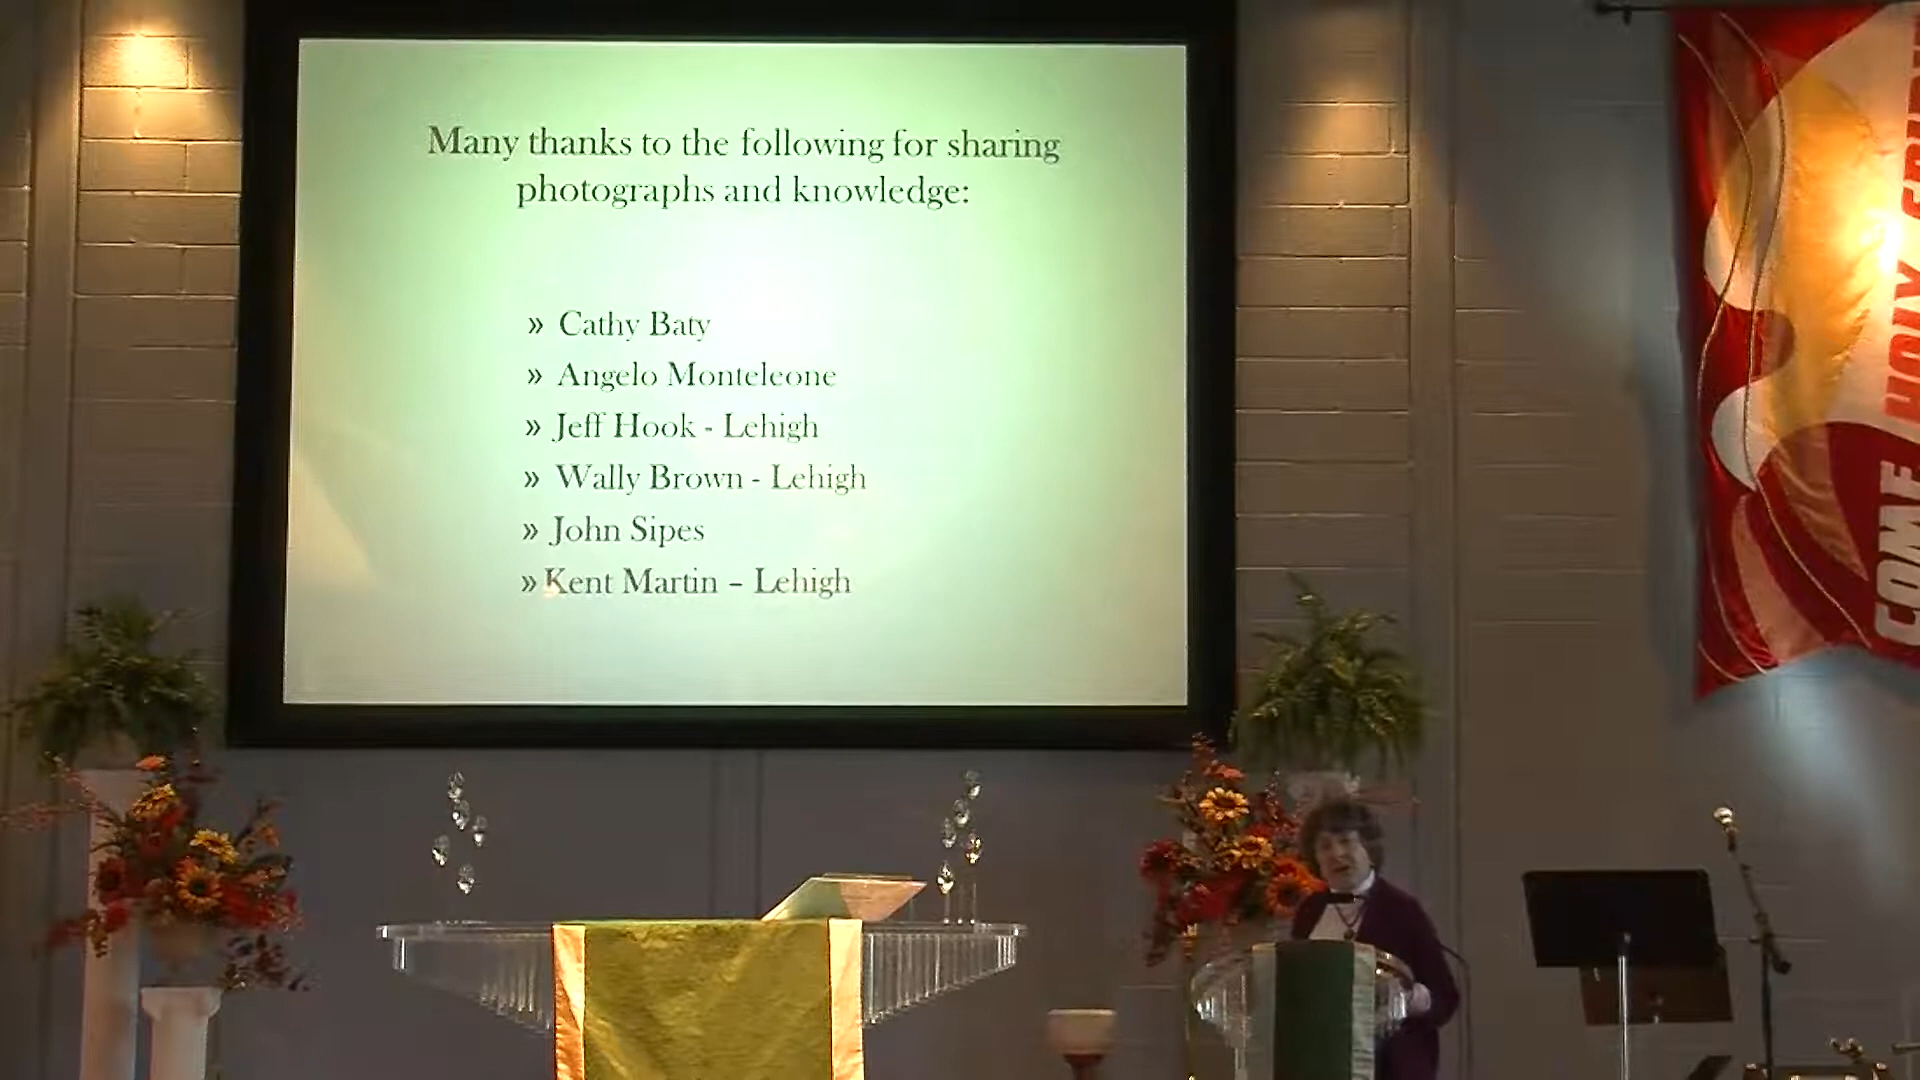 Many thanks to the following for sharing
photographs and knowledge:
» Cathy Baty
» Angelo Monteleone
» Jeff Hook - Lehigh
» Wally Brown - Lehigh
» John Sipes
» Kent Martin – Lehigh
COME HOLY